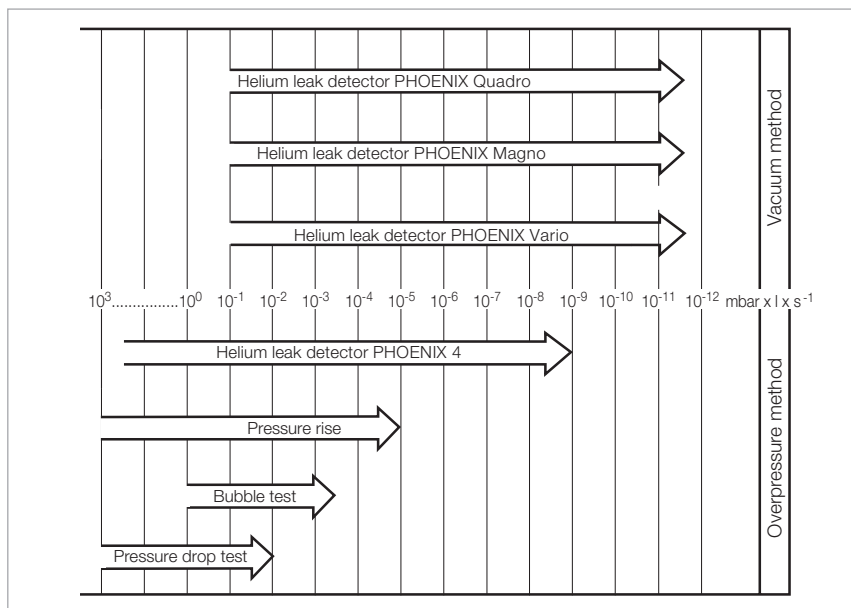 Helium leak detector PHOENIX Quadro
Helium leak detector PHOENIX Magno
Helium leak detector PHOENIX Vario
Vacuum method
10³...............10⁰ 10⁻¹ 10⁻² 10⁻³ 10⁻⁴ 10⁻⁵ 10⁻⁶ 10⁻⁷ 10⁻⁸ 10⁻⁹ 10⁻¹⁰ 10⁻¹¹ 10⁻¹² mbar x l x s⁻¹
Helium leak detector PHOENIX 4
Pressure rise
Bubble test
Pressure drop test
Overpressure method